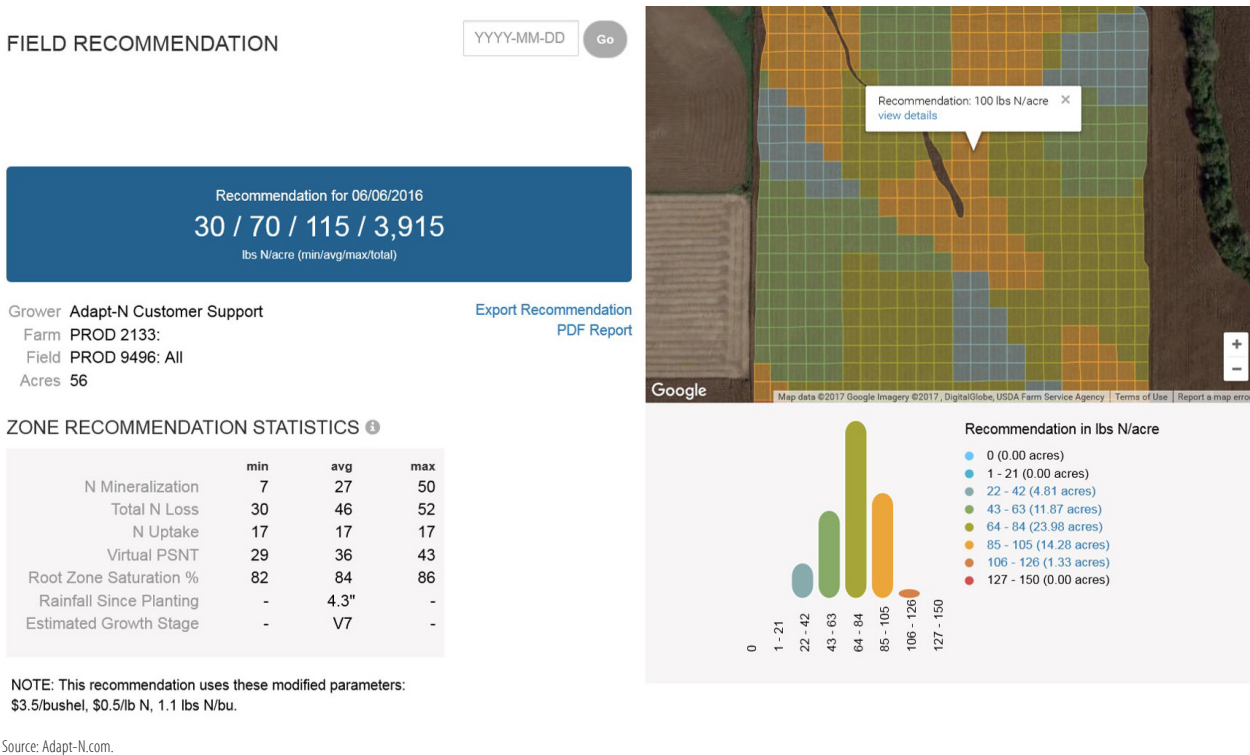 FIELD RECOMMENDATION
YYYY-MM-DD
Go
Recommendation for 06/06/2016
30 / 70 / 115 / 3,915
lbs N/acre (min/avg/max/total)
Grower Adapt-N Customer Support
Farm PROD 2133:
Field PROD 9496: All
Acres 56
Export Recommendation
PDF Report
ZONE RECOMMENDATION STATISTICS
min avg max
N Mineralization 7 27 50
Total N Loss 30 46 52
N Uptake 17 17 17
Virtual PSNT 29 36 43
Root Zone Saturation % 82 84 86
Rainfall Since Planting - 4.3" -
Estimated Growth Stage - V7 -
NOTE: This recommendation uses these modified parameters:
$3.5/bushel, $0.5/lb N, 1.1 lbs N/bu.
Source: Adapt-N.com.
Recommendation: 100 lbs N/acre ×
view details
+
−
Google
Map data ©2017 Google Imagery ©2017 , DigitalGlobe, USDA Farm Service Agency Terms of Use Report a map error
0
1 - 21
22 - 42
43 - 63
64 - 84
85 - 105
106 - 126
127 - 150
Recommendation in lbs N/acre
0 (0.00 acres)
1 - 21 (0.00 acres)
22 - 42 (4.81 acres)
43 - 63 (11.87 acres)
64 - 84 (23.98 acres)
85 - 105 (14.28 acres)
106 - 126 (1.33 acres)
127 - 150 (0.00 acres)